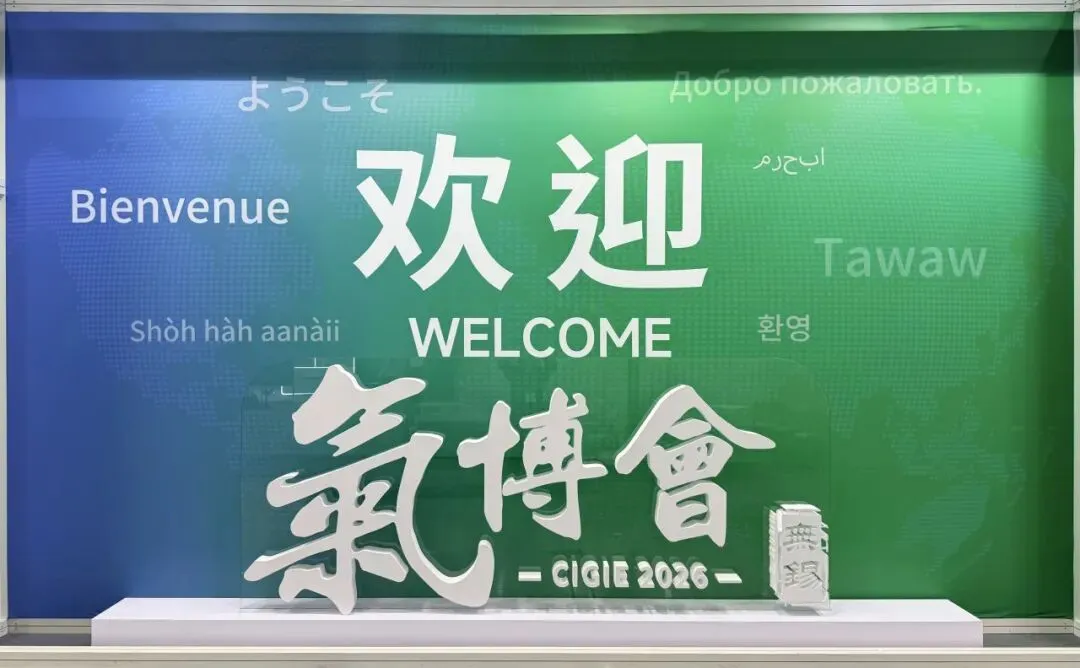 ようこそ
Добро пожаловать.
欢迎
ابحرم
Bienvenue
Tawaw
Shòh hàh aanàii
WELCOME
환영
氣博會
CIGIE 2026
無錫